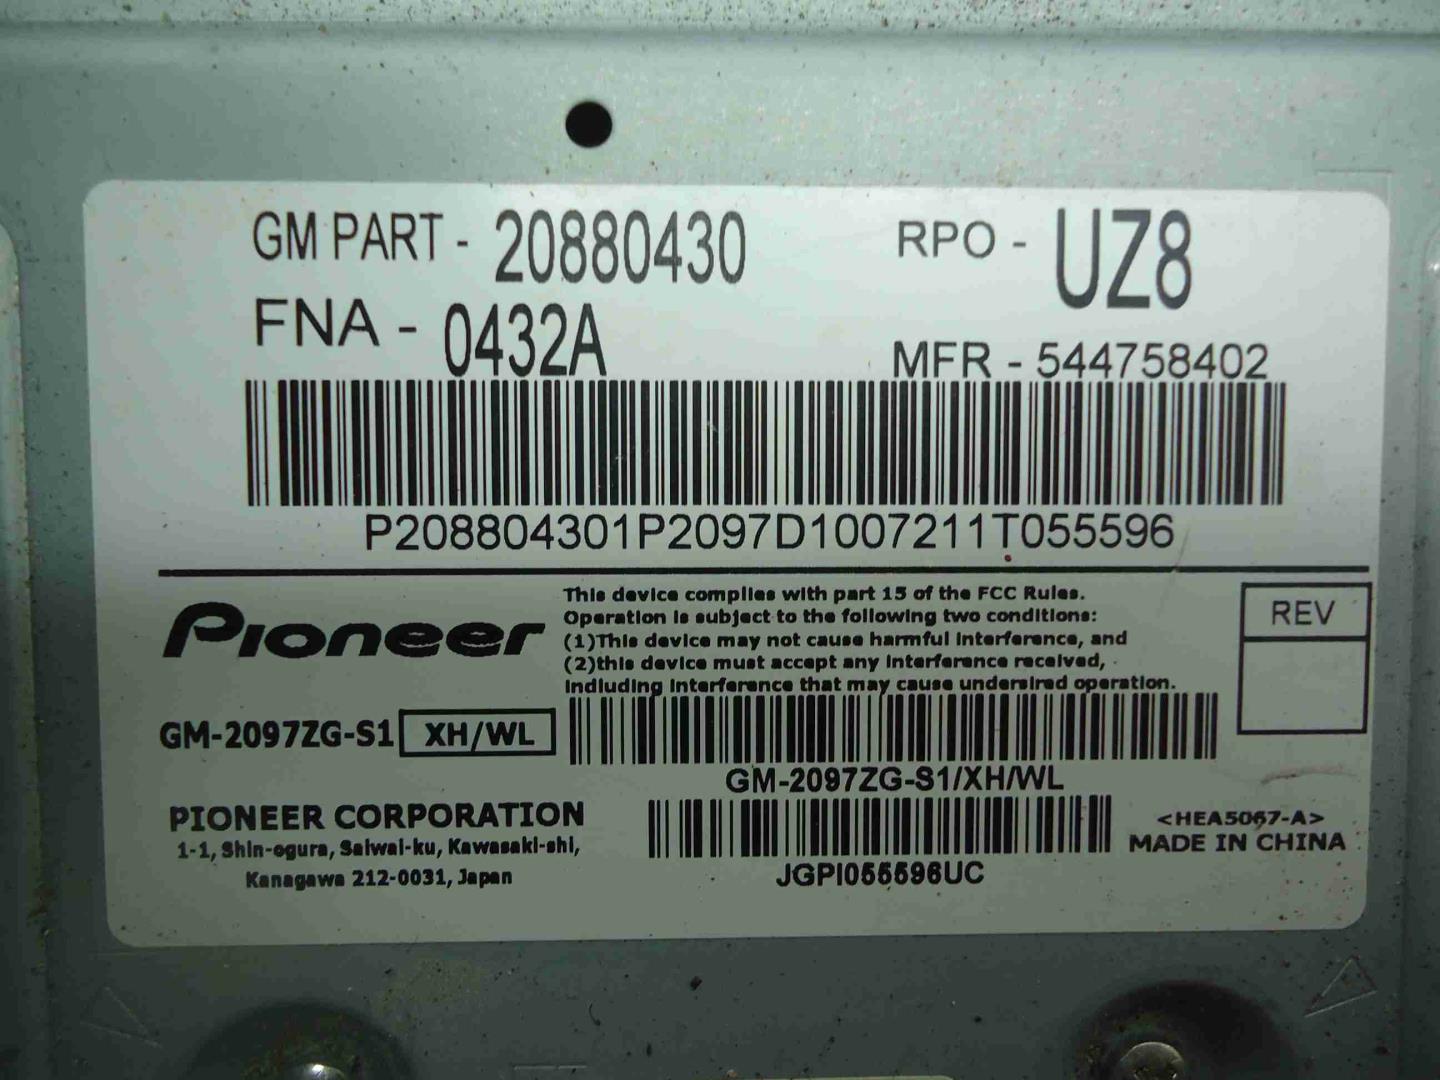 GM PART - 20880430
RPO - UZ8
FNA - 0432A
MFR - 544758402
P208804301P2097D1007211T055596
Pioneer
This device complies with part 15 of the FCC Rules.
Operation is subject to the following two conditions:
(1)This device may not cause harmful interference, and
(2)this device must accept any interference received,
including interference that may cause undersired operation.
REV
GM-2097ZG-S1 XH/WL
GM-2097ZG-S1/XH/WL
PIONEER CORPORATION
1-1, Shin-ogura, Saiwai-ku, Kawasaki-shi,
Kanagawa 212-0031, Japan
JGPI055596UC
<HEA5067-A>
MADE IN CHINA